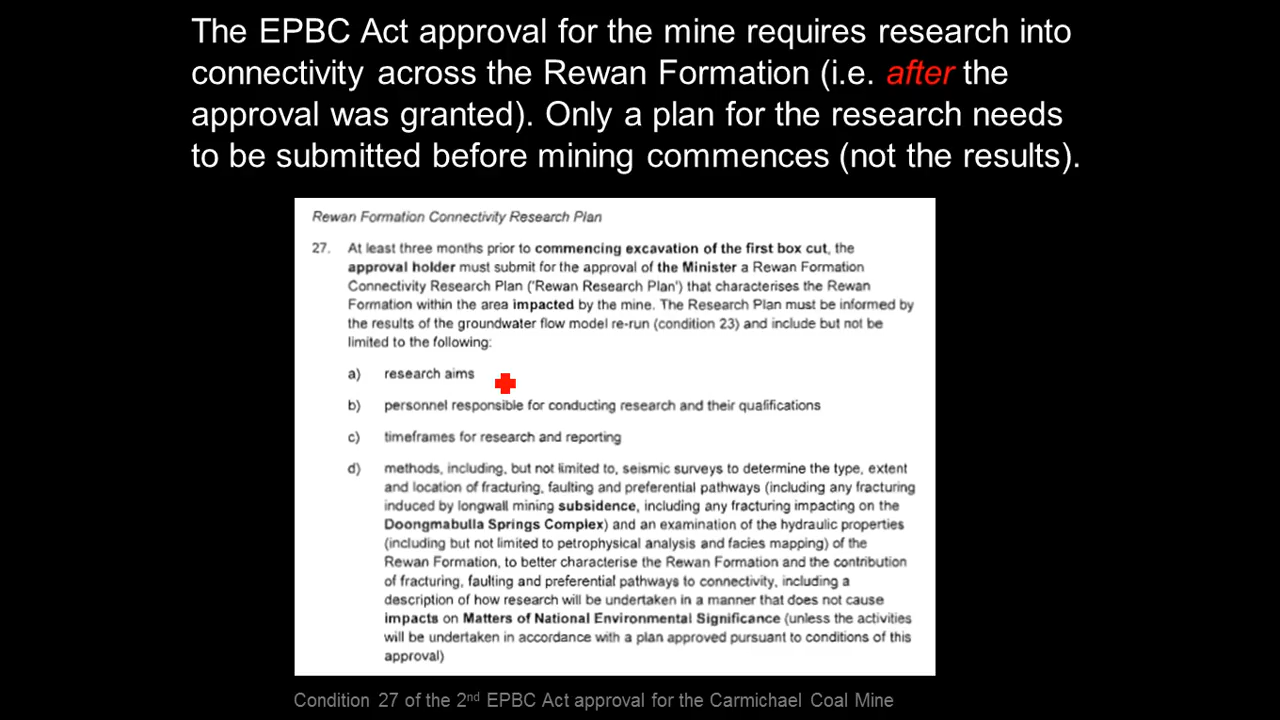 The EPBC Act approval for the mine requires research into
connectivity across the Rewan Formation (i.e. after the
approval was granted). Only a plan for the research needs
to be submitted before mining commences (not the results).
Rewan Formation Connectivity Research Plan
27. At least three months prior to commencing excavation of the first box cut, the
approval holder must submit for the approval of the Minister a Rewan Formation
Connectivity Research Plan ('Rewan Research Plan') that characterises the Rewan
Formation within the area impacted by the mine. The Research Plan must be informed by
the results of the groundwater flow model re-run (condition 23) and include but not be
limited to the following:
a) research aims
b) personnel responsible for conducting research and their qualifications
c) timeframes for research and reporting
d) methods, including, but not limited to, seismic surveys to determine the type, extent
and location of fracturing, faulting and preferential pathways (including any fracturing
induced by longwall mining subsidence, including any fracturing impacting on the
Doongmabulla Springs Complex) and an examination of the hydraulic properties
(including but not limited to petrophysical analysis and facies mapping) of the
Rewan Formation, to better characterise the Rewan Formation and the contribution
of fracturing, faulting and preferential pathways to connectivity, including a
description of how research will be undertaken in a manner that does not cause
impacts on Matters of National Environmental Significance (unless the activities
will be undertaken in accordance with a plan approved pursuant to conditions of this
approval)
Condition 27 of the 2nd EPBC Act approval for the Carmichael Coal Mine